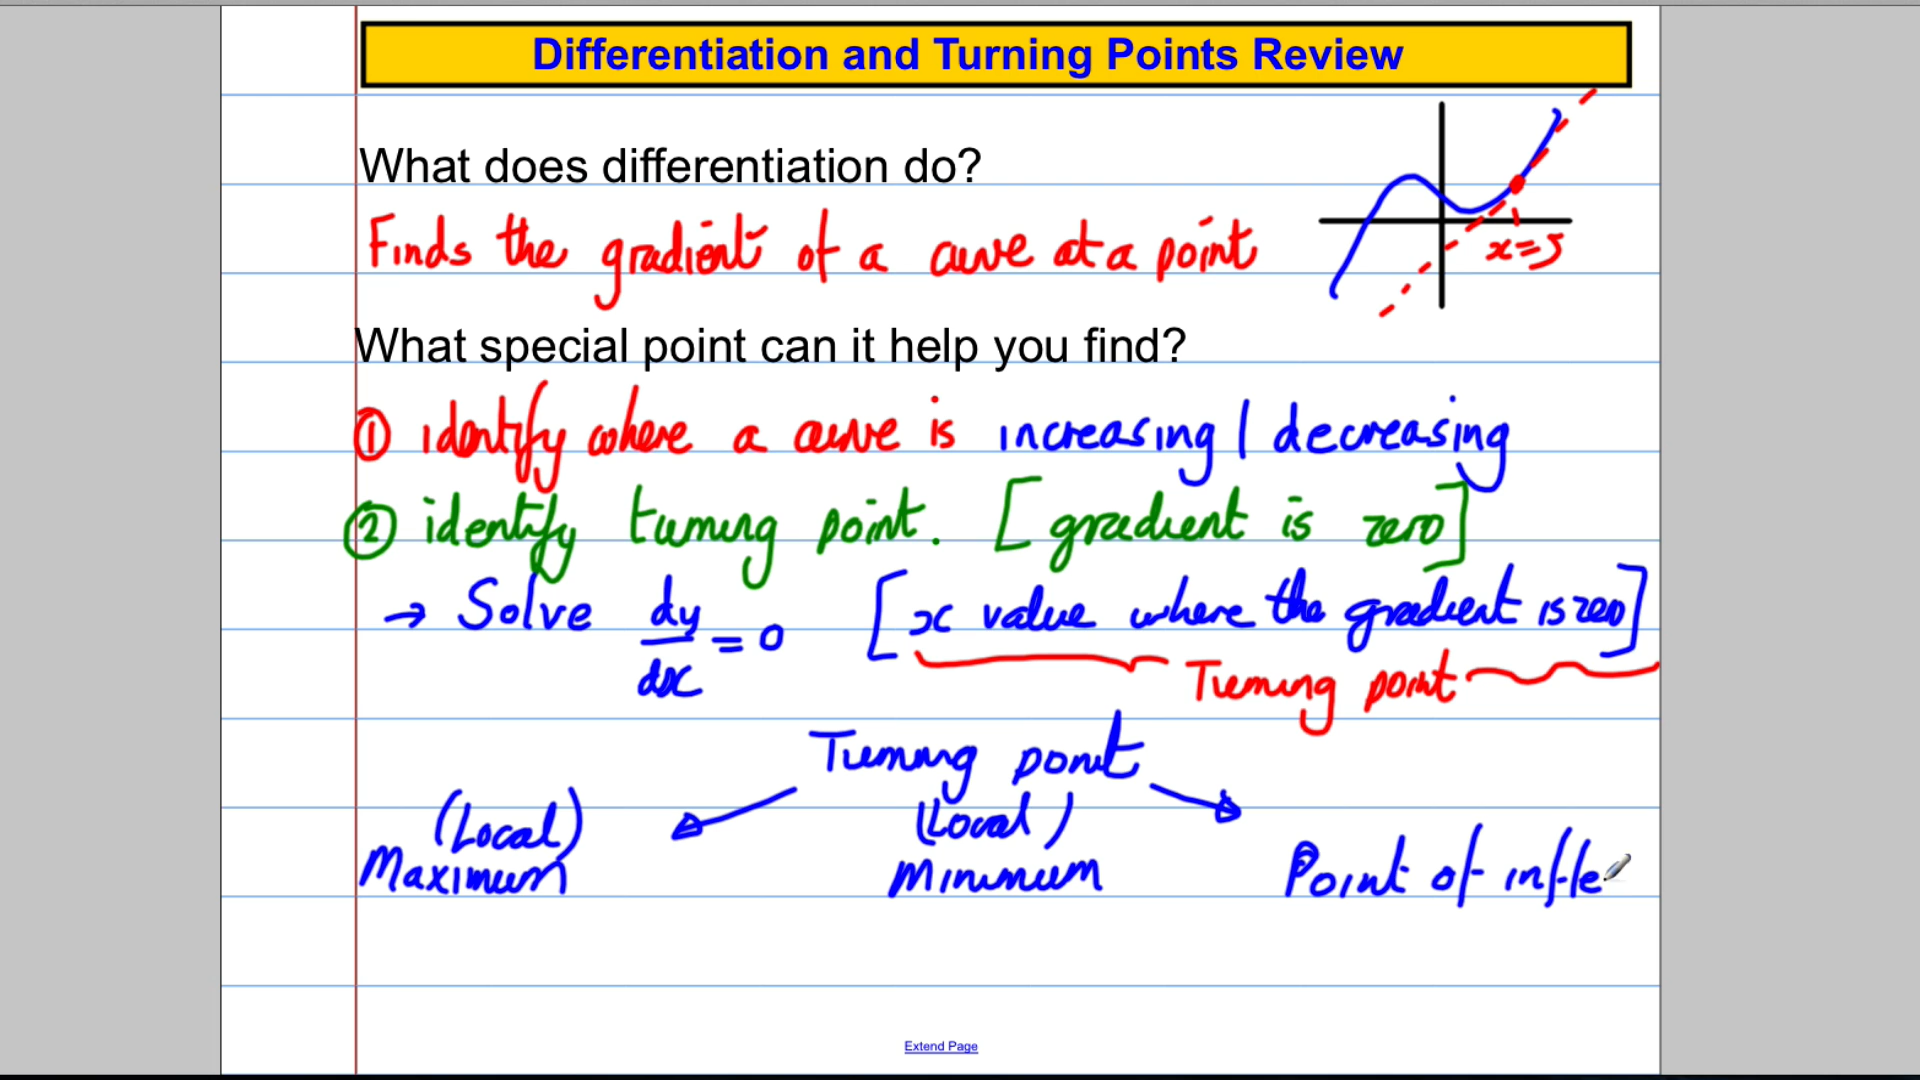 Differentiation and Turning Points Review
What does differentiation do?
Finds the gradient of a curve at a point
x=5
What special point can it help you find?
① identify where a curve is increasing / decreasing
② identify turning point. [gradient is zero]
→ Solve dy/dx = 0 [x value where the gradient is zero]
Turning point
Turning point
(Local) Maximum
(Local) Minimum
Point of infle
Extend Page